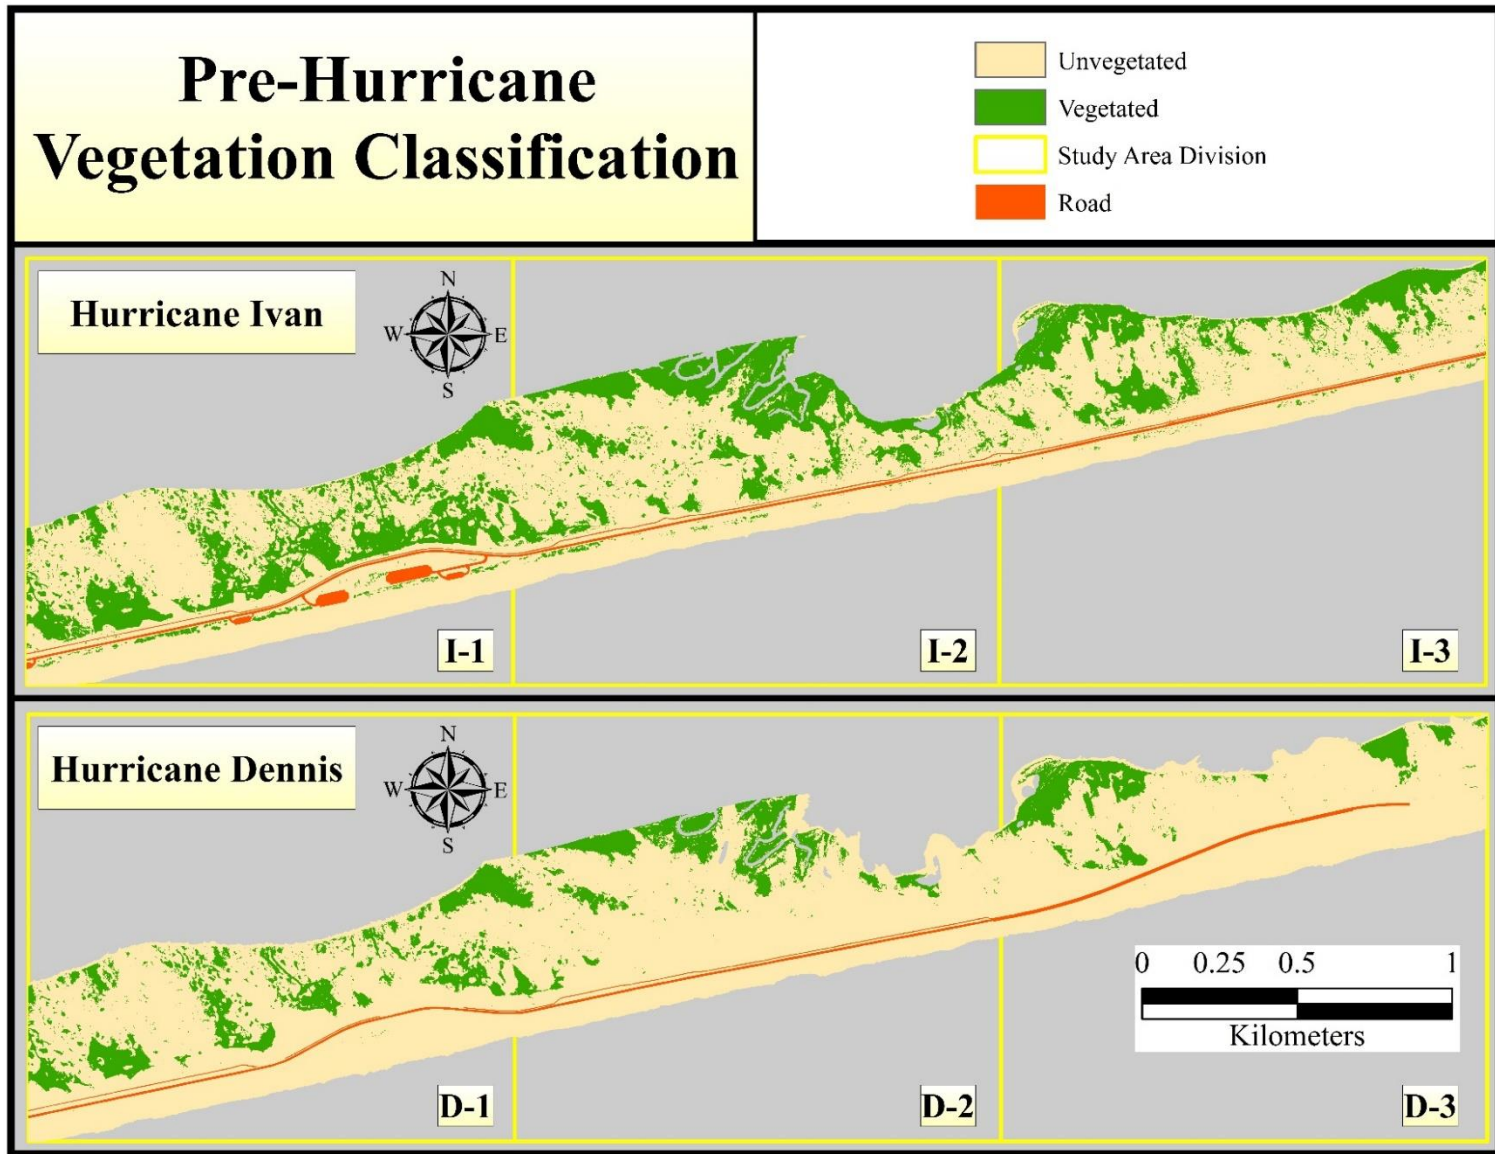 Pre-Hurricane
Vegetation Classification
Unvegetated
Vegetated
Study Area Division
Road
Hurricane Ivan
N
W E
S
I-1
I-2
I-3
Hurricane Dennis
N
W E
S
0 0.25 0.5 1
Kilometers
D-1
D-2
D-3